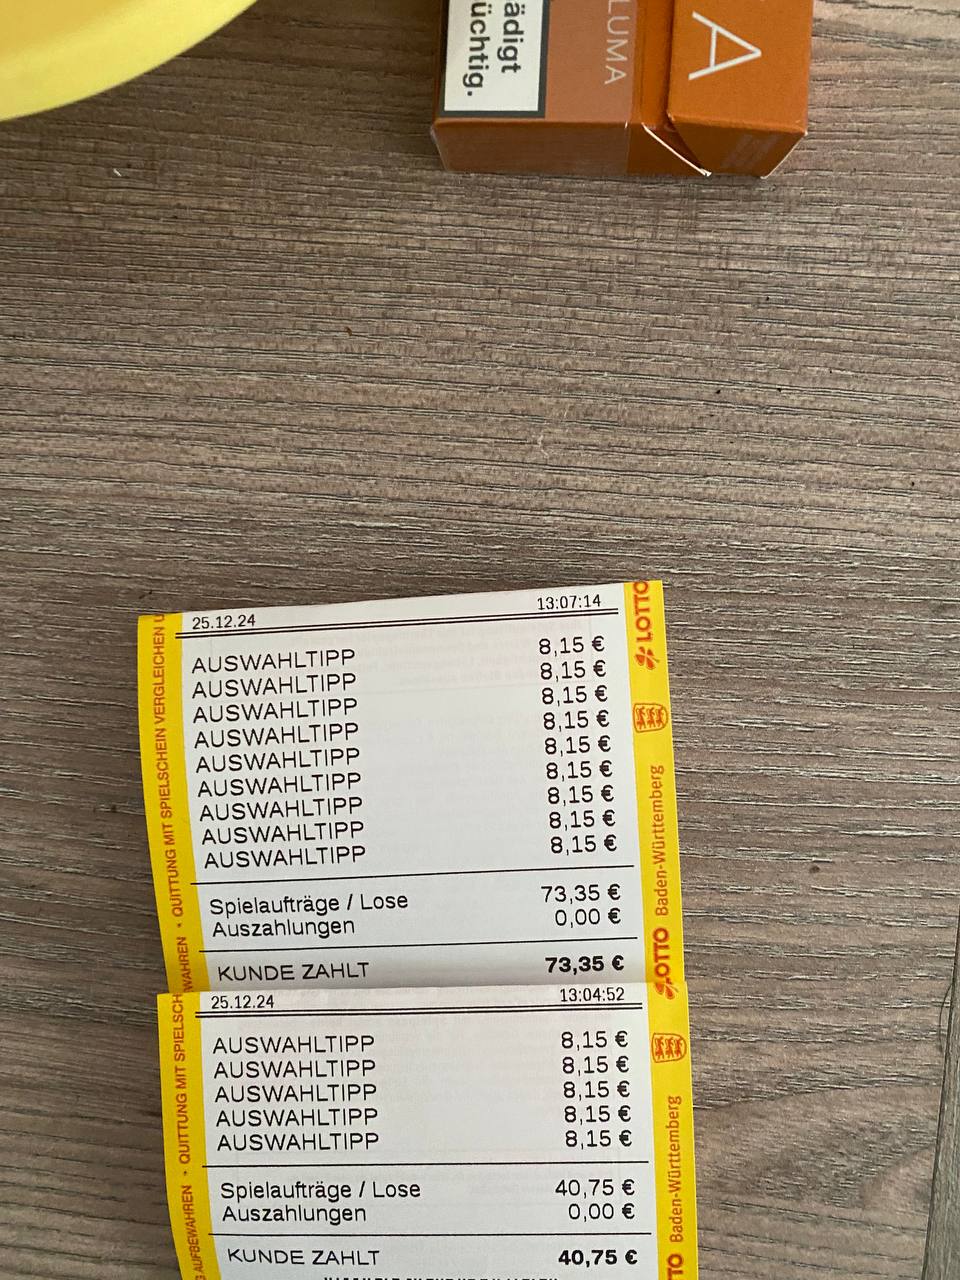 ädigt
üchtig.
LUMA
A
25.12.24 13:07:14
AUSWAHLTIPP 8,15 €
AUSWAHLTIPP 8,15 €
AUSWAHLTIPP 8,15 €
AUSWAHLTIPP 8,15 €
AUSWAHLTIPP 8,15 €
AUSWAHLTIPP 8,15 €
AUSWAHLTIPP 8,15 €
AUSWAHLTIPP 8,15 €
AUSWAHLTIPP 8,15 €
Spielaufträge / Lose 73,35 €
Auszahlungen 0,00 €
KUNDE ZAHLT 73,35 €
WAHREN • QUITTUNG MIT SPIELSCHEIN VERGLEICHEN U
LOTTO
LOTTO Baden-Württemberg
25.12.24 13:04:52
AUSWAHLTIPP 8,15 €
AUSWAHLTIPP 8,15 €
AUSWAHLTIPP 8,15 €
AUSWAHLTIPP 8,15 €
AUSWAHLTIPP 8,15 €
Spielaufträge / Lose 40,75 €
Auszahlungen 0,00 €
KUNDE ZAHLT 40,75 €
G AUFBEWAHREN • QUITTUNG MIT SPIELSCH
TTO Baden-Württemberg